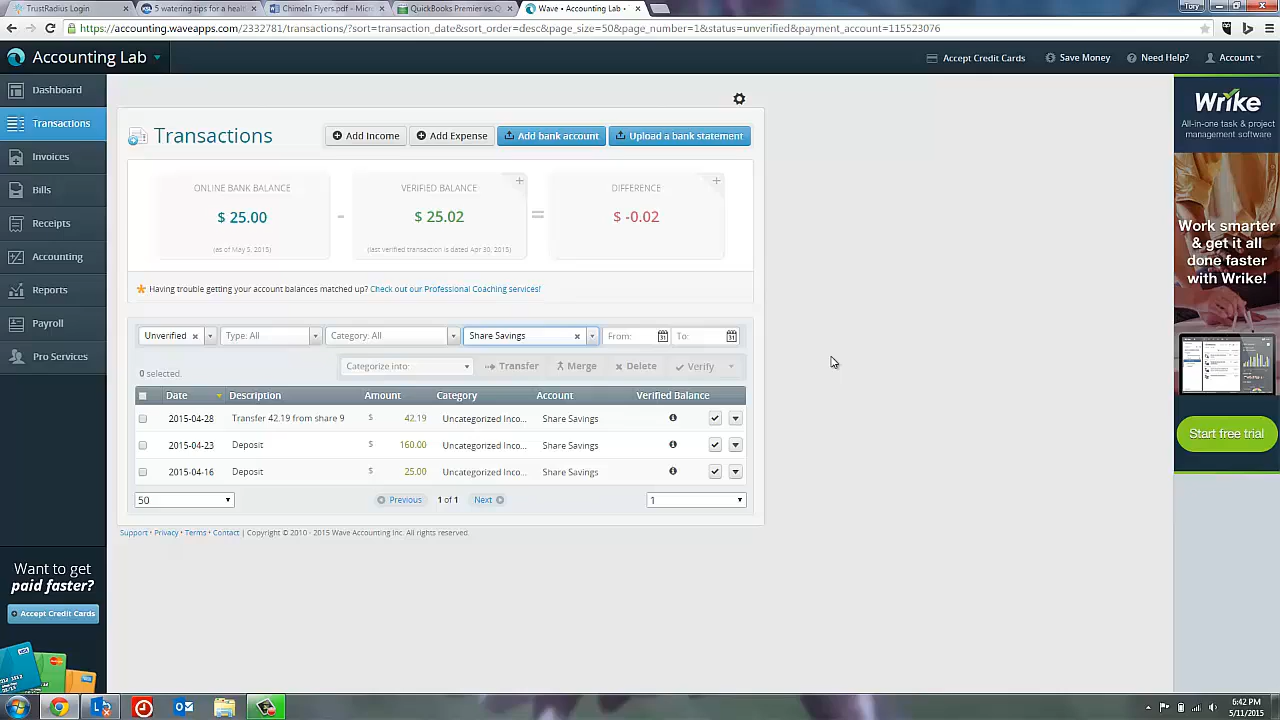 TrustRadius Login
5 watering tips for a health
ChimeIn Flyers.pdf - Micr
QuickBooks Premier vs. Q
Wave • Accounting Lab •
Tory
https://accounting.waveapps.com/2332781/transactions/?sort=transaction_date&sort_order=desc&page_size=50&page_number=1&status=unverified&payment_account=115523076
Accounting Lab
Accept Credit Cards
Save Money
Need Help?
Account
Dashboard
Transactions
Invoices
Bills
Receipts
Accounting
Reports
Payroll
Pro Services
Want to get
paid faster?
Accept Credit Cards
Transactions
Add Income
Add Expense
Add bank account
Upload a bank statement
ONLINE BANK BALANCE
$ 25.00
(as of May 5, 2015)
-
VERIFIED BALANCE
$ 25.02
(last verified transaction is dated Apr 30, 2015)
=
DIFFERENCE
$ -0.02
Having trouble getting your account balances matched up? Check out our Professional Coaching services!
Unverified x Type: All Category: All Share Savings x From: To:
0 selected. Categorize into: Transfer Merge Delete Verify
Date Description Amount Category Account Verified Balance
2015-04-28 Transfer 42.19 from share 9 $ 42.19 Uncategorized Inco... Share Savings
2015-04-23 Deposit $ 160.00 Uncategorized Inco... Share Savings
2015-04-16 Deposit $ 25.00 Uncategorized Inco... Share Savings
50 Previous 1 of 1 Next 1
Support • Privacy • Terms • Contact | Copyright © 2010 - 2015 Wave Accounting Inc. All rights reserved.
Wrike
All-in-one task & project
management software
Work smarter
& get it all
done faster
with Wrike!
Start free trial
6:42 PM
5/11/2015